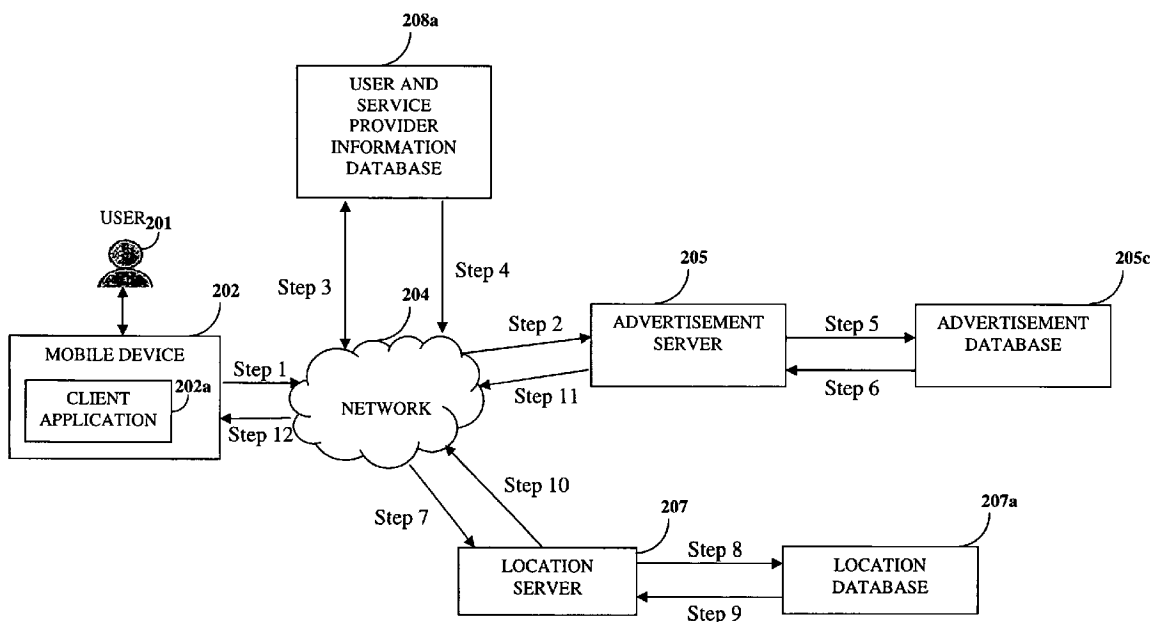 208a
USER AND
SERVICE
PROVIDER
INFORMATION
DATABASE
USER 201
Step 3
Step 4
202
204
205
205c
MOBILE DEVICE
202a
CLIENT
APPLICATION
Step 1
Step 12
NETWORK
Step 2
Step 11
ADVERTISEMENT
SERVER
Step 5
Step 6
ADVERTISEMENT
DATABASE
Step 7
Step 10
207
207a
LOCATION
SERVER
Step 8
Step 9
LOCATION
DATABASE